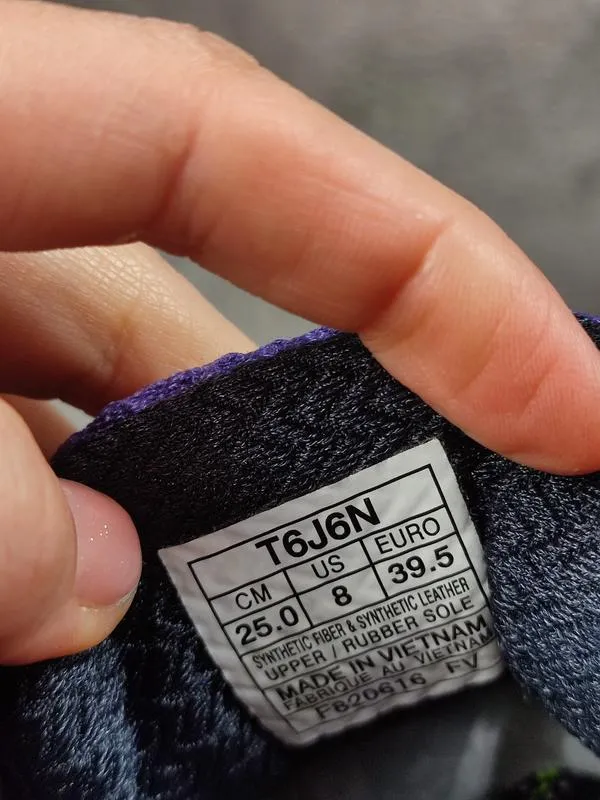 T6J6N
CM US EURO
25.0 8 39.5
SYNTHETIC FIBER & SYNTHETIC LEATHER
UPPER / RUBBER SOLE
MADE IN VIETNAM
FABRIQUE AU VIETNAM
FB20616 FV